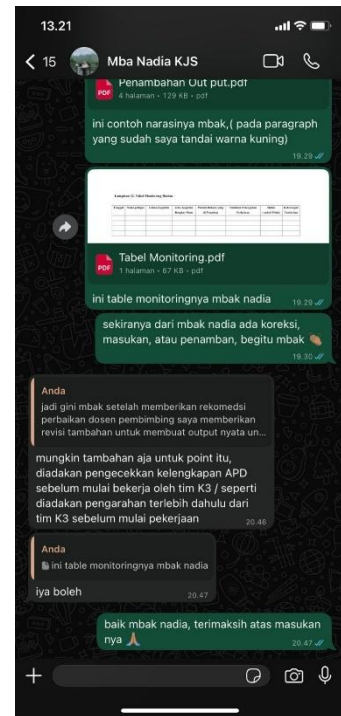 13.21
15
Mba Nadia KJS
Penambahan Out put.pdf
PDF
4 halaman • 129 KB • pdf
ini contoh narasinya mbak,( pada paragraph
yang sudah saya tandai warna kuning)
19.29
Tabel Monitoring.pdf
PDF
1 halaman • 67 KB • pdf
ini table monitoringnya mbak nadia
19.29
sekiranya dari mbak nadia ada koreksi,
masukan, atau penamban, begitu mbak 👏🏽
19.30
Anda
jadi gini mbak setelah memberikan rekomedsi
perbaikan dosen pembimbing saya memberikan
revisi tambahan untuk membuat output nyata un...
mungkin tambahan aja untuk point itu,
diadakan pengecekkan kelengkapan APD
sebelum mulai bekerja oleh tim K3 / seperti
diadakan pengarahan terlebih dahulu dari
tim K3 sebelum mulai pekerjaan
20.46
Anda
ini table monitoringnya mbak nadia
iya boleh
20.47
baik mbak nadia, terimaksih atas masukan
nya 🙏🏽
20.47